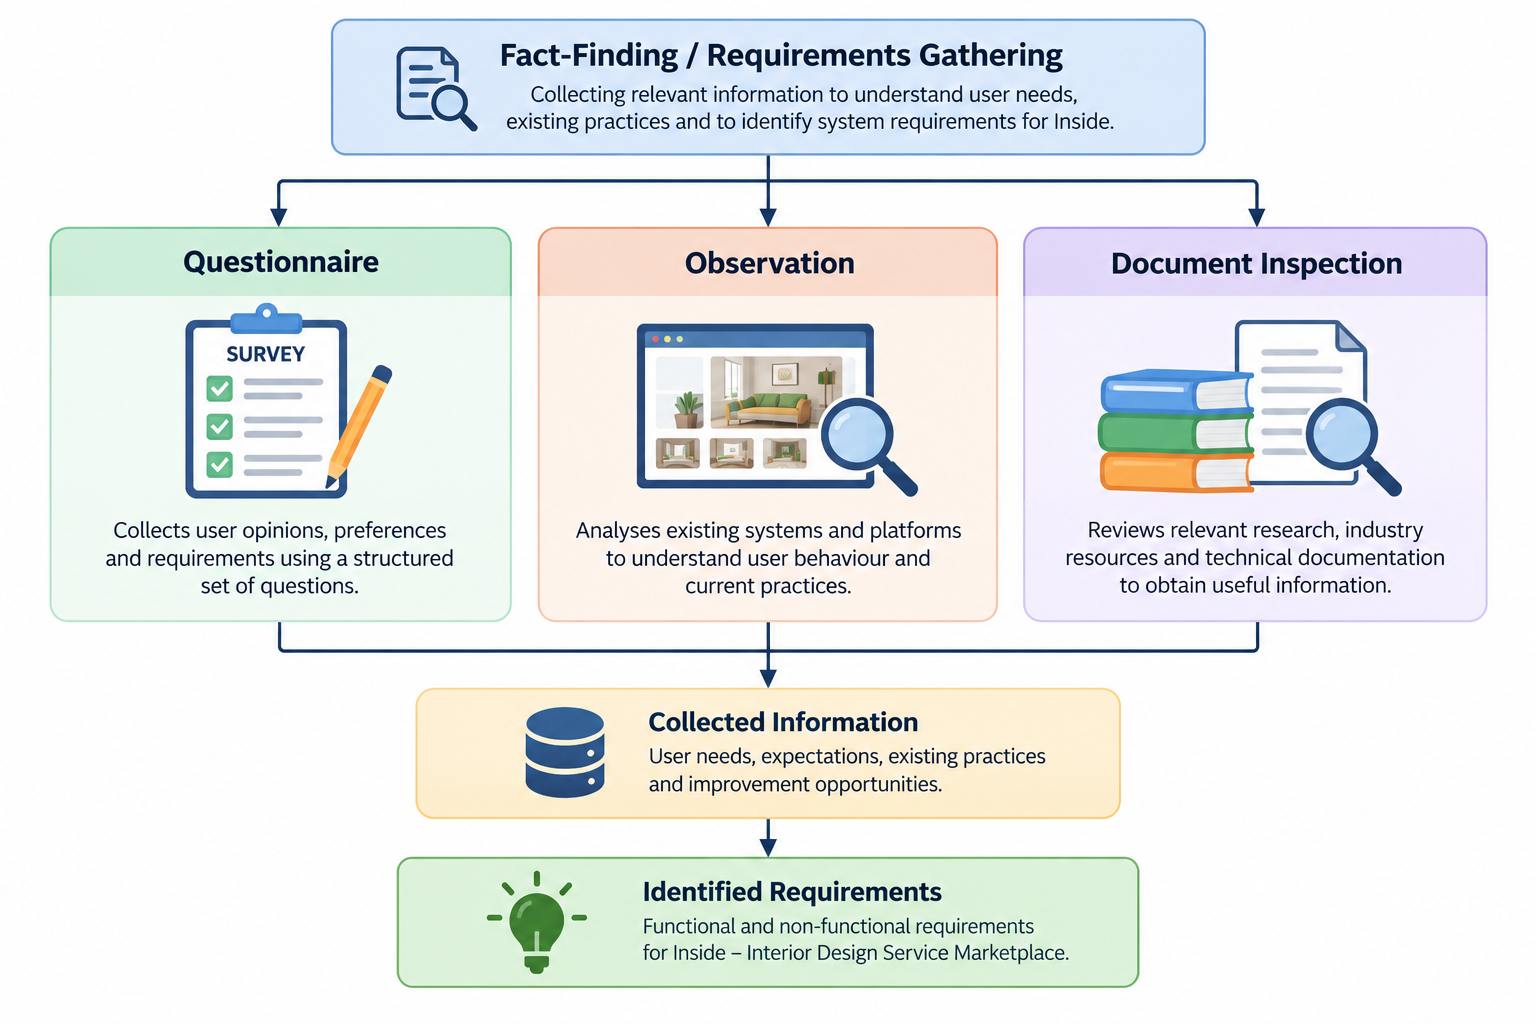 Fact-Finding / Requirements Gathering
Collecting relevant information to understand user needs,
existing practices and to identify system requirements for Inside.
Questionnaire
SURVEY
Collects user opinions, preferences
and requirements using a structured
set of questions.
Observation
Analyses existing systems and platforms
to understand user behaviour and
current practices.
Document Inspection
Reviews relevant research, industry
resources and technical documentation
to obtain useful information.
Collected Information
User needs, expectations, existing practices
and improvement opportunities.
Identified Requirements
Functional and non-functional requirements
for Inside – Interior Design Service Marketplace.